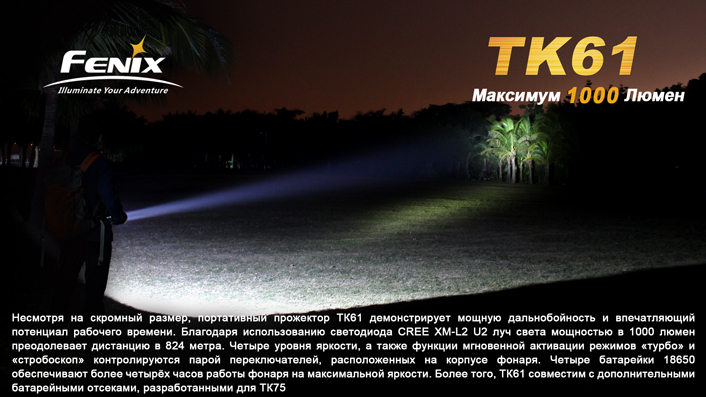 FENIX
Illuminate Your Adventure
TK61
Максимум 1000 Люмен
Несмотря на скромный размер, портативный прожектор ТК61 демонстрирует мощную дальнобойность и впечатляющий
потенциал рабочего времени. Благодаря использованию светодиода CREE XM-L2 U2 луч света мощностью в 1000 люмен
преодолевает дистанцию в 824 метра. Четыре уровня яркости, а также функции мгновенной активации режимов «турбо» и
«стробоскоп» контролируются парой переключателей, расположенных на корпусе фонаря. Четыре батарейки 18650
обеспечивают более четырёх часов работы фонаря на максимальной яркости. Более того, ТК61 совместим с дополнительными
батарейными отсеками, разработанными для ТК75